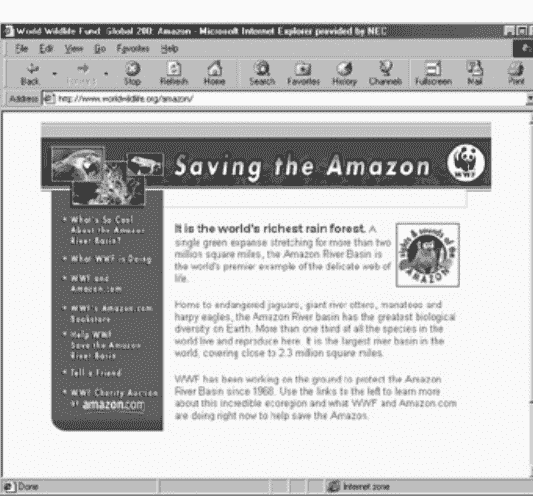 World Wildlife Fund Global 200: Amazon - Microsoft Internet Explorer provided by NEC
File Edit View Go Favorites Help
Back Forward Stop Refresh Home Search Favorites History Channels Fullscreen Mail Print
Address http://www.worldwildlife.org/amazon/
Saving the Amazon
WWF
What's So Cool
About the Amazon
River Basin?
What WWF is Doing
WWF and
Amazon.com
WWF's Amazon.com
Bookstore
Help WWF
Save the Amazon
River Basin
Tell a Friend
WWF Charity Auction
at amazon.com
It is the world's richest rain forest. A
single green expanse stretching for more than two
million square miles, the Amazon River Basin is
the world's premier example of the delicate web of
life.
sights & sounds of the
AMAZON
Home to endangered jaguars, giant river otters, manatees and
harpy eagles, the Amazon River basin has the greatest biological
diversity on Earth. More than one third of all the species in the
world live and reproduce here. It is the largest river basin in the
world, covering close to 2.3 million square miles.
WWF has been working on the ground to protect the Amazon
River Basin since 1968. Use the links to the left to learn more
about this incredible ecoregion and what WWF and Amazon.com
are doing right now to help save the Amazon.
Done
Internet zone